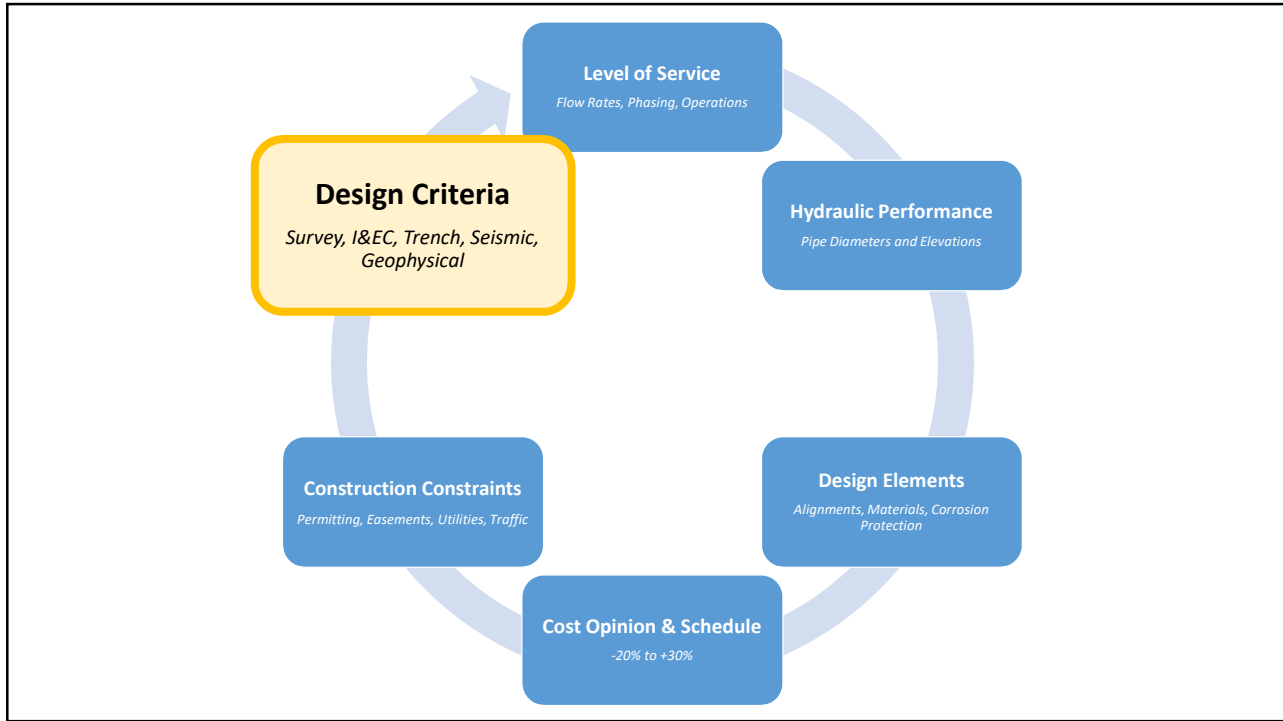 Level of Service
Flow Rates, Phasing, Operations
Design Criteria
Survey, I&EC, Trench, Seismic,
Geophysical
Hydraulic Performance
Pipe Diameters and Elevations
Construction Constraints
Permitting, Easements, Utilities, Traffic
Design Elements
Alignments, Materials, Corrosion
Protection
Cost Opinion & Schedule
-20% to +30%